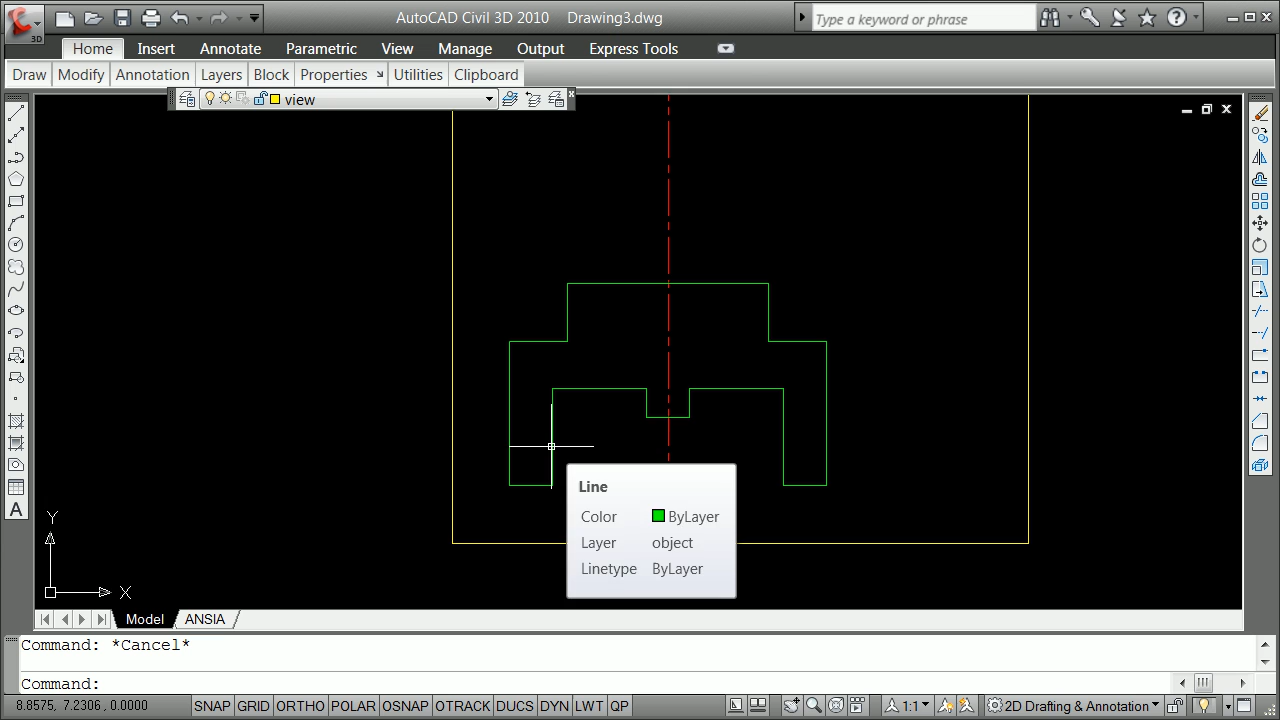 AutoCAD Civil 3D 2010 Drawing3.dwg
Type a keyword or phrase
3D
Home Insert Annotate Parametric View Manage Output Express Tools
Draw Modify Annotation Layers Block Properties Utilities Clipboard
view
Line
Color ByLayer
Layer object
Linetype ByLayer
Y
X
A
Model ANSIA
Command: *Cancel*
Command:
8.8575, 7.2306, 0.0000 SNAP GRID ORTHO POLAR OSNAP OTRACK DUCS DYN LWT QP 1:1 2D Drafting & Annotation